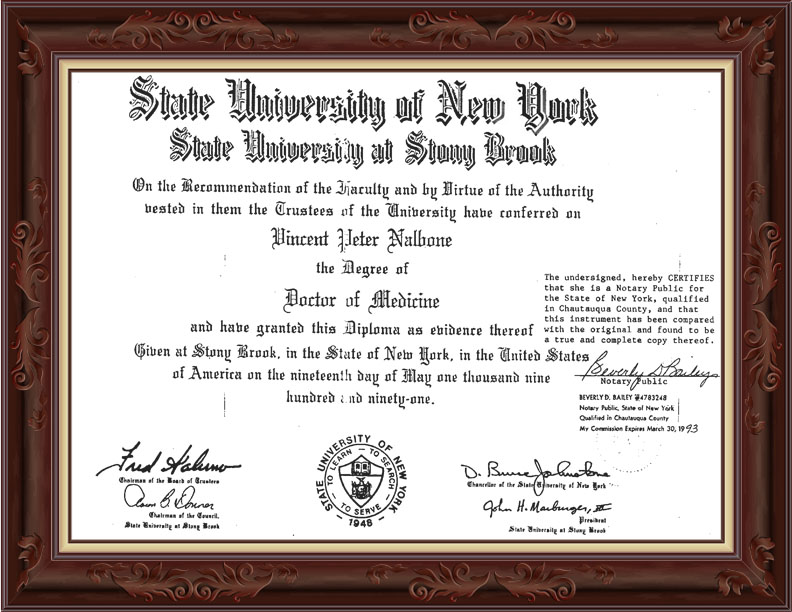 State University of New York
State University at Stony Brook
On the Recommendation of the Faculty and by Virtue of the Authority
vested in them the Trustees of the University have conferred on
Vincent Peter Nalbone
the Degree of
Doctor of Medicine
and have granted this Diploma as evidence thereof
Given at Stony Brook, in the State of New York, in the United States
of America on the nineteenth day of May one thousand nine
hundred and ninety-one.
The undersigned, hereby CERTIFIES
that she is a Notary Public for
the State of New York, qualified
in Chautauqua County, and that
this instrument has been compared
with the original and found to be
a true and complete copy thereof.
Beverly D Bailey
Notary Public
BEVERLY D. BAILEY #4783248
Notary Public, State of New York
Qualified in Chautauqua County
My Commission Expires March 30, 1993
Fred Salerno
Chairman of the Board of Trustees
Chairman of the Council,
State University at Stony Brook
STATE UNIVERSITY OF NEW YORK
TO LEARN - TO SEARCH
TO SERVE
- 1948 -
D. Bruce Johnstone
Chancellor of the State University of New York
John H. Marburger, III
President
State University at Stony Brook